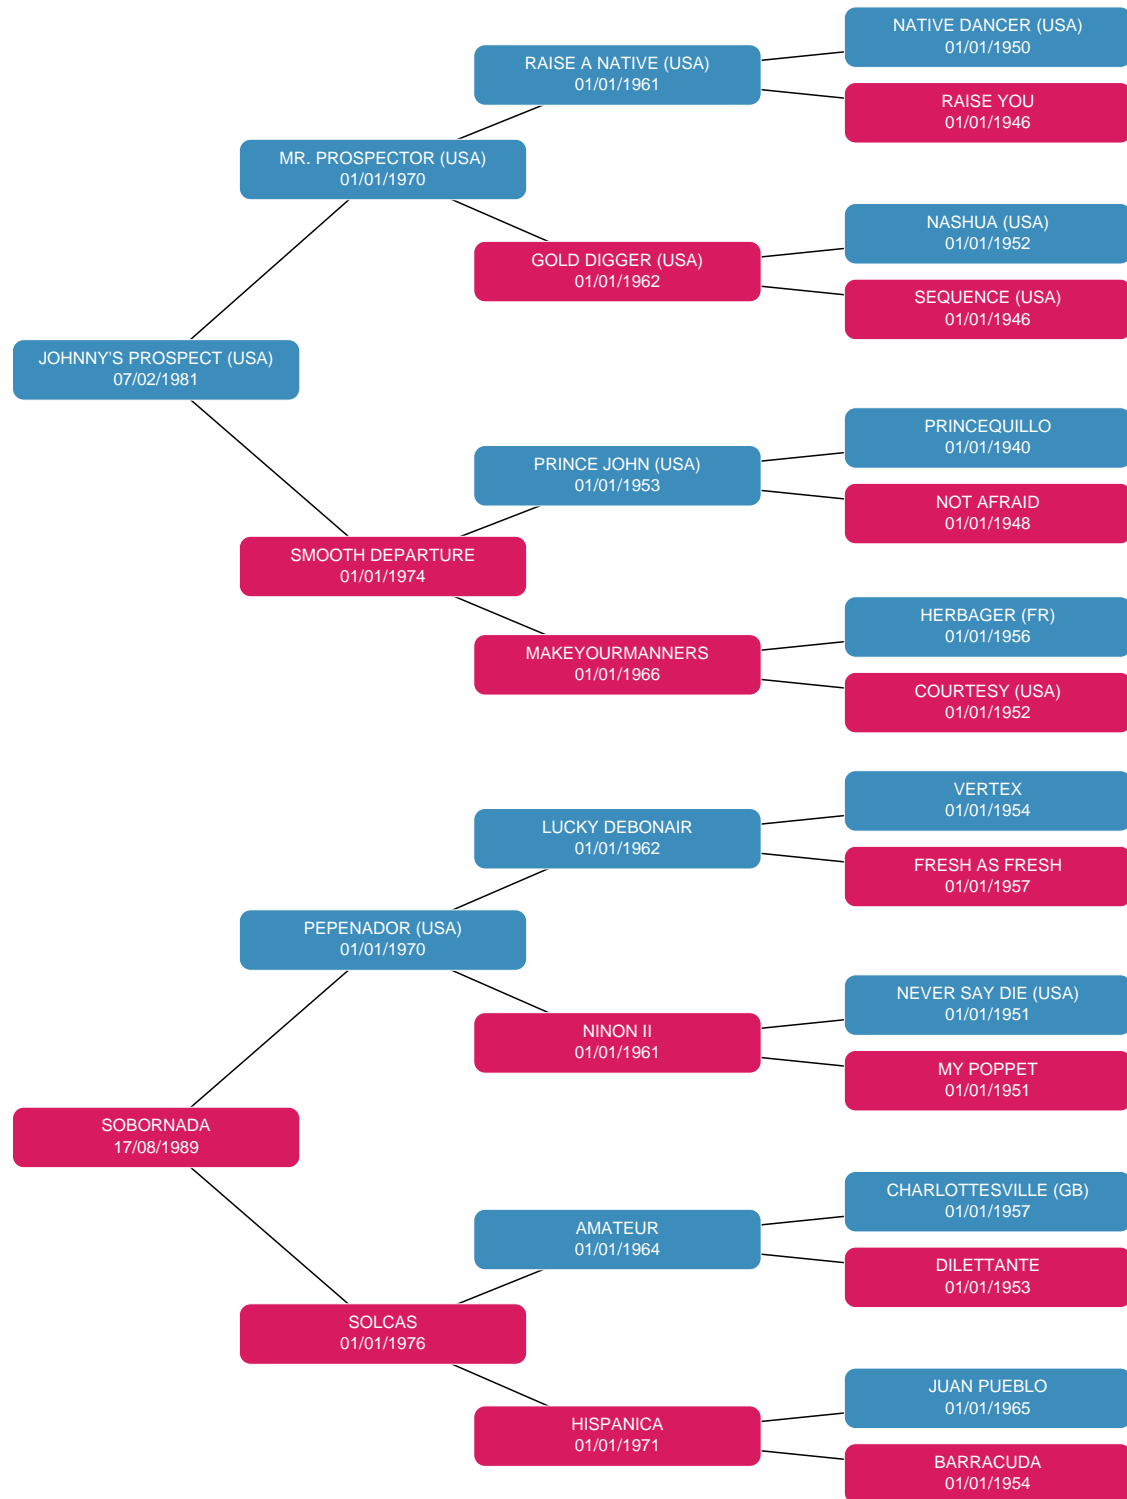 NATIVE DANCER (USA)
01/01/1950
RAISE A NATIVE (USA)
01/01/1961
RAISE YOU
01/01/1946
MR. PROSPECTOR (USA)
01/01/1970
NASHUA (USA)
01/01/1952
GOLD DIGGER (USA)
01/01/1962
SEQUENCE (USA)
01/01/1946
JOHNNY'S PROSPECT (USA)
07/02/1981
PRINCEQUILLO
01/01/1940
PRINCE JOHN (USA)
01/01/1953
NOT AFRAID
01/01/1948
SMOOTH DEPARTURE
01/01/1974
HERBAGER (FR)
01/01/1956
MAKEYOURMANNERS
01/01/1966
COURTESY (USA)
01/01/1952
VERTEX
01/01/1954
LUCKY DEBONAIR
01/01/1962
FRESH AS FRESH
01/01/1957
PEPENADOR (USA)
01/01/1970
NEVER SAY DIE (USA)
01/01/1951
NINON II
01/01/1961
MY POPPET
01/01/1951
SOBORNADA
17/08/1989
CHARLOTTESVILLE (GB)
01/01/1957
AMATEUR
01/01/1964
DILETTANTE
01/01/1953
SOLCAS
01/01/1976
JUAN PUEBLO
01/01/1965
HISPANICA
01/01/1971
BARRACUDA
01/01/1954